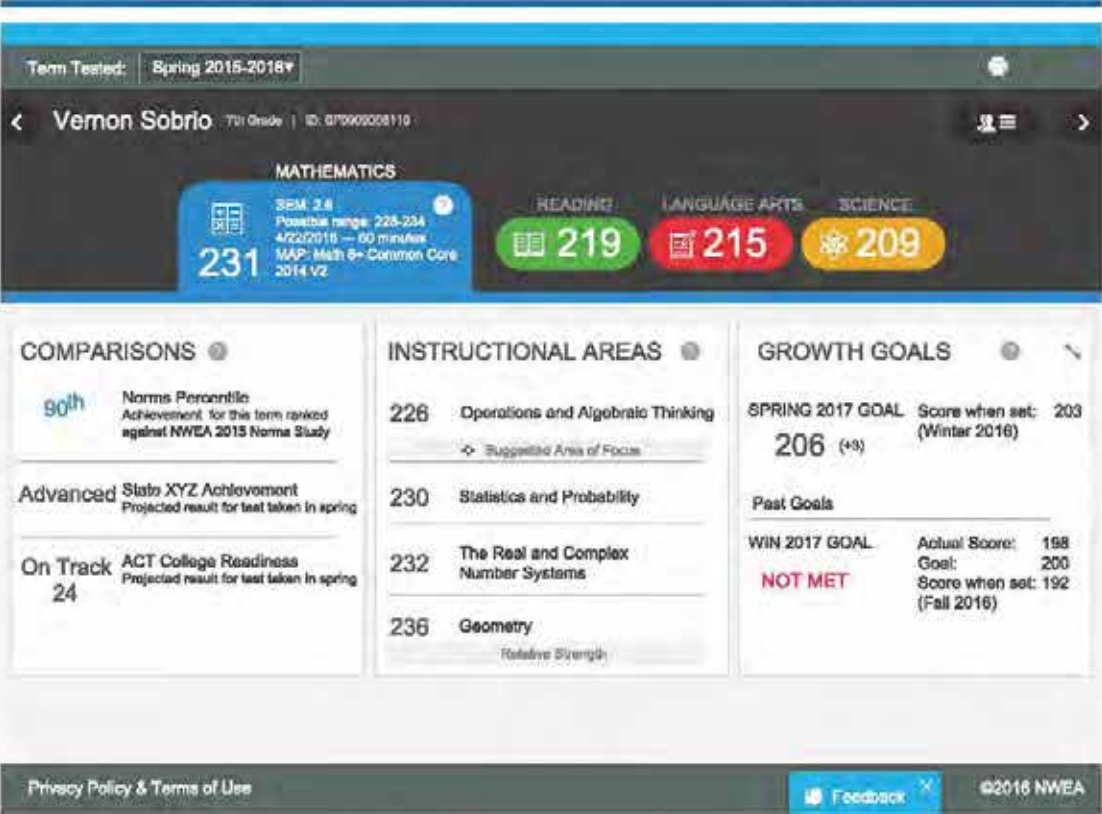 Term Tested: Spring 2015-2016▾
Vernon Sobrio 7th Grade | ID:
MATHEMATICS
231
SEM: 2.6
Possible range: 228-234
4/22/2016 — 60 minutes
MAP: Math 6+ Common Core
2014 V2
READING
219
LANGUAGE ARTS
215
SCIENCE
209
COMPARISONS
90th
Norms Percentile
Achievement for this term ranked
against NWEA 2015 Norms Study
Advanced
State XYZ Achievement
Projected result for test taken in spring
On Track
24
ACT College Readiness
Projected result for test taken in spring
INSTRUCTIONAL AREAS
226 Operations and Algebraic Thinking
Suggested Area of Focus
230 Statistics and Probability
232 The Real and Complex
Number Systems
236 Geometry
Relative Strength
GROWTH GOALS
SPRING 2017 GOAL
206 (+3)
Score when set: 203
(Winter 2016)
Past Goals
WIN 2017 GOAL
NOT MET
Actual Score: 198
Goal: 200
Score when set: 192
(Fall 2016)
Privacy Policy & Terms of Use
Feedback
©2016 NWEA